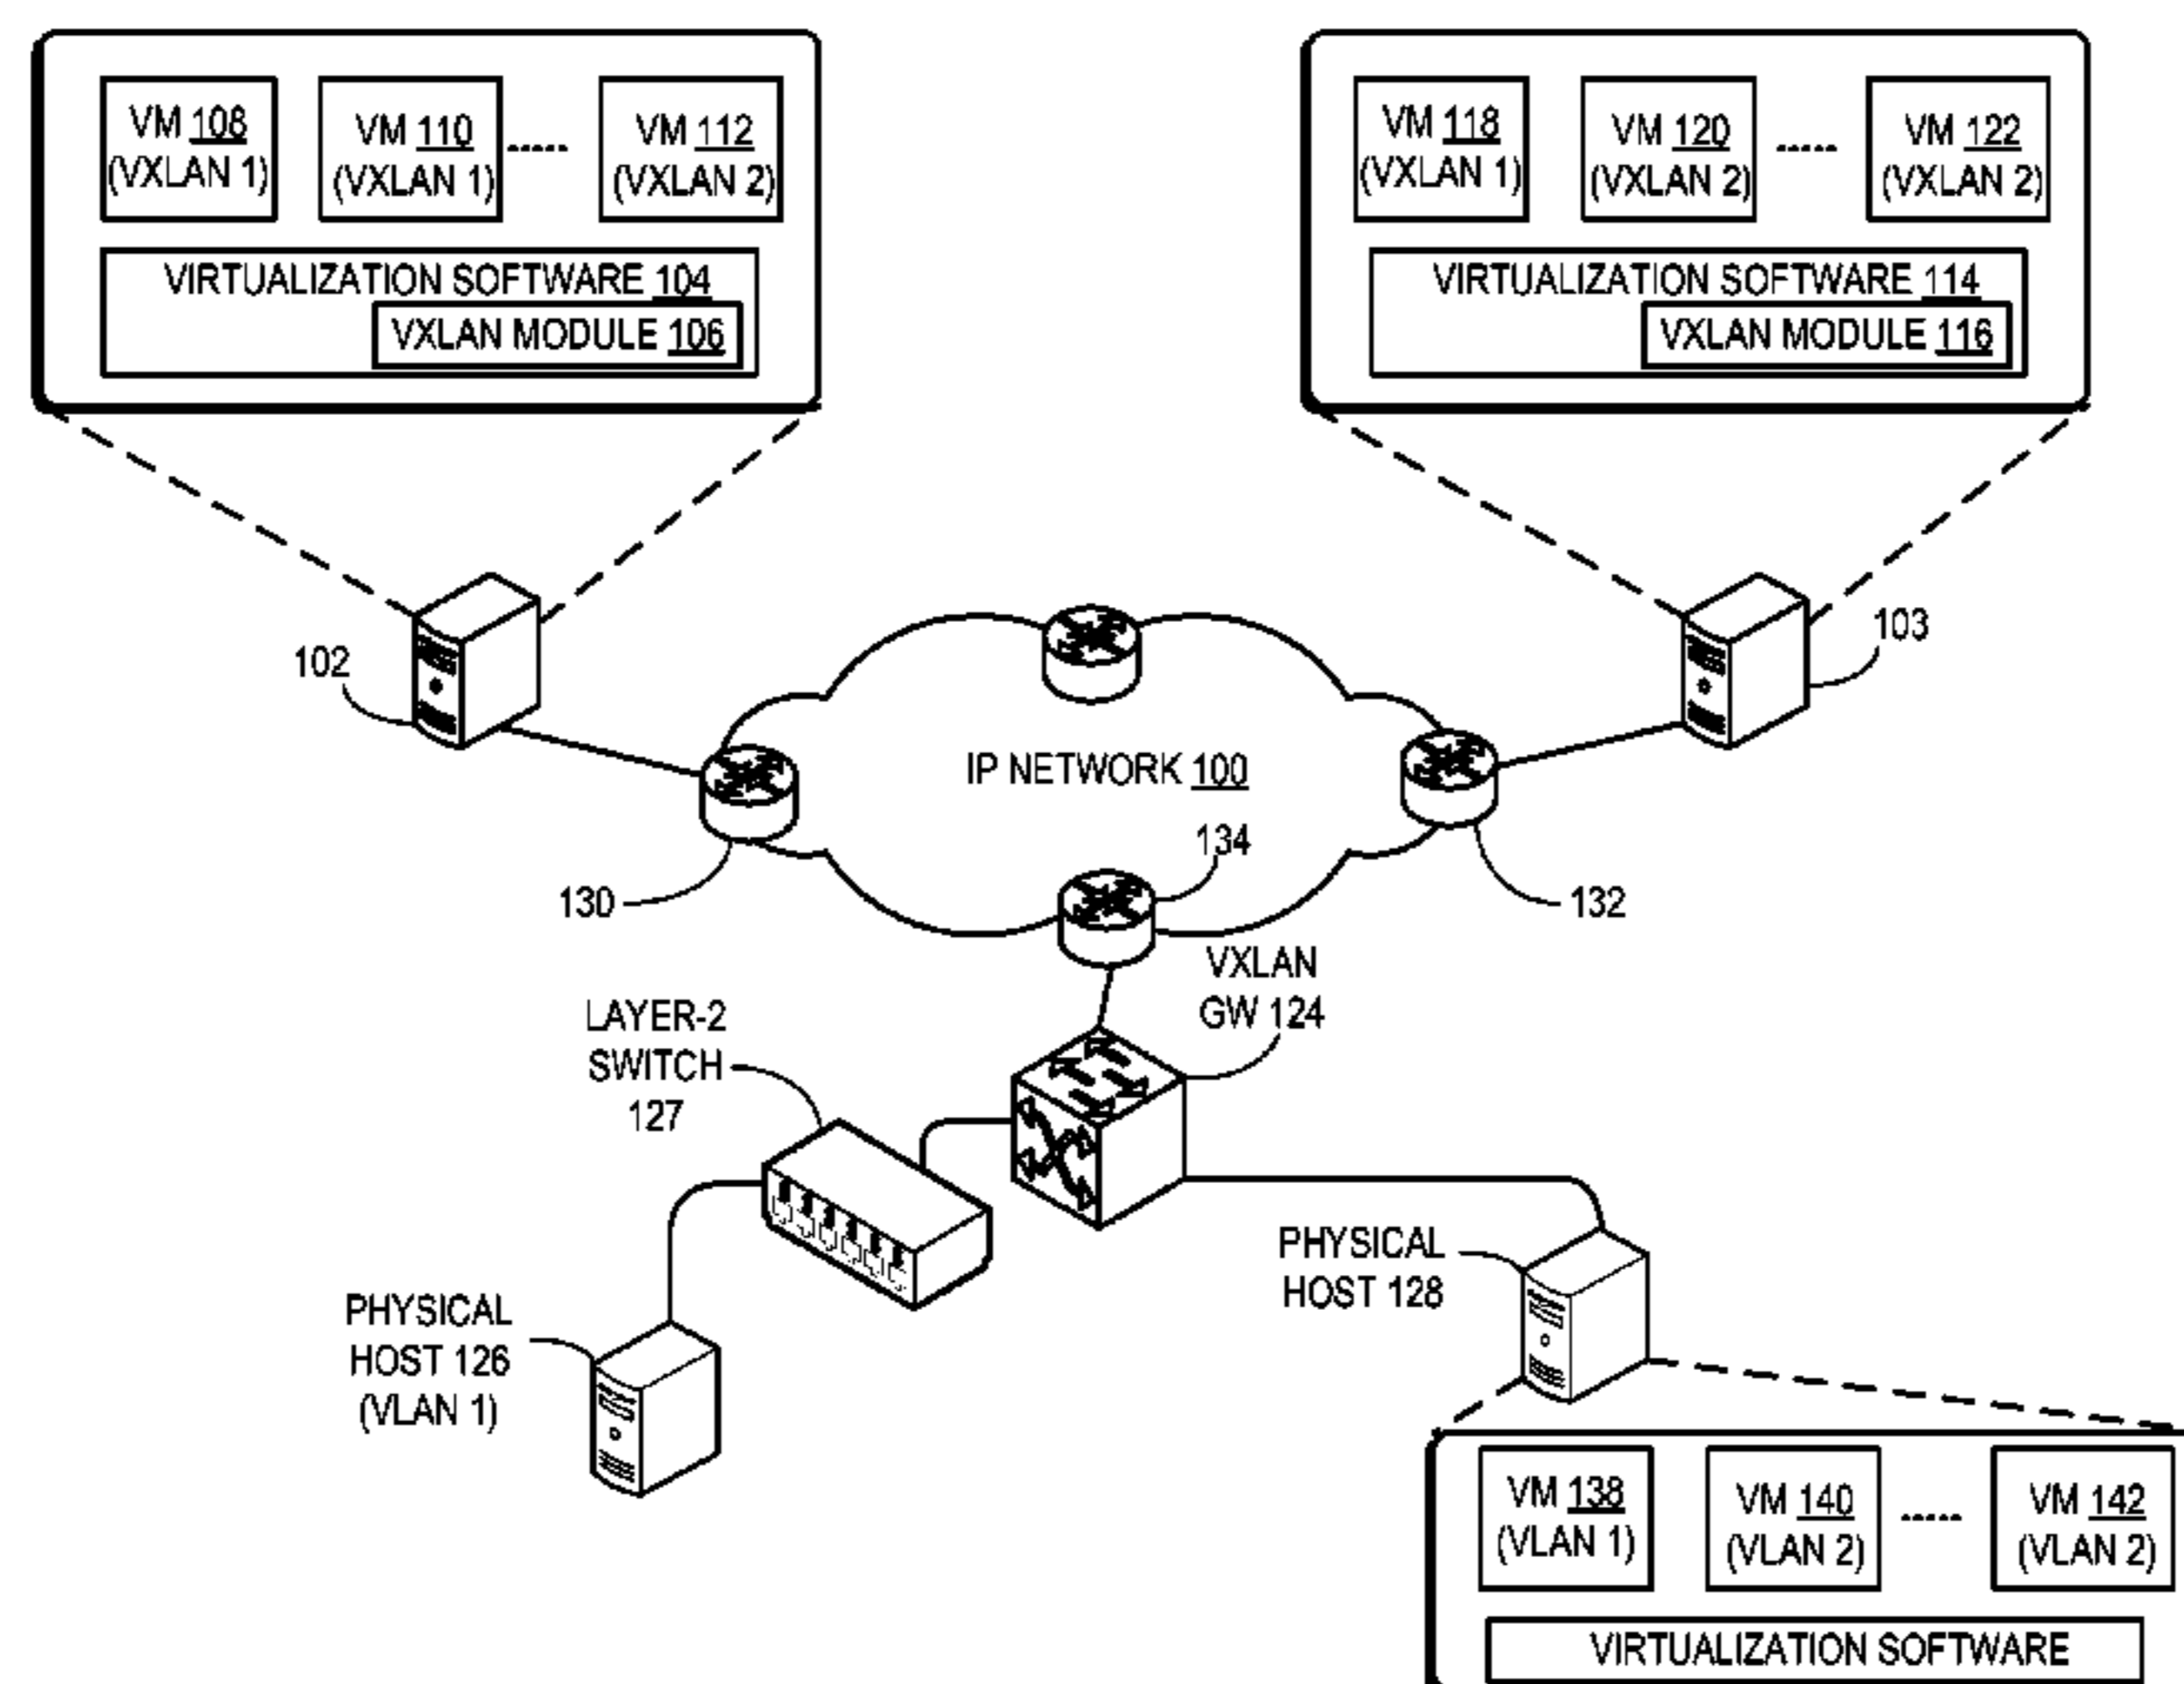 VM 108
(VXLAN 1)
VM 110
(VXLAN 1)
.....
VM 112
(VXLAN 2)
VIRTUALIZATION SOFTWARE 104
VXLAN MODULE 106
VM 118
(VXLAN 1)
VM 120
(VXLAN 2)
.....
VM 122
(VXLAN 2)
VIRTUALIZATION SOFTWARE 114
VXLAN MODULE 116
102
103
IP NETWORK 100
134
130
132
VXLAN
GW 124
LAYER-2
SWITCH
127
PHYSICAL
HOST 128
PHYSICAL
HOST 126
(VLAN 1)
VM 138
(VLAN 1)
VM 140
(VLAN 2)
.....
VM 142
(VLAN 2)
VIRTUALIZATION SOFTWARE